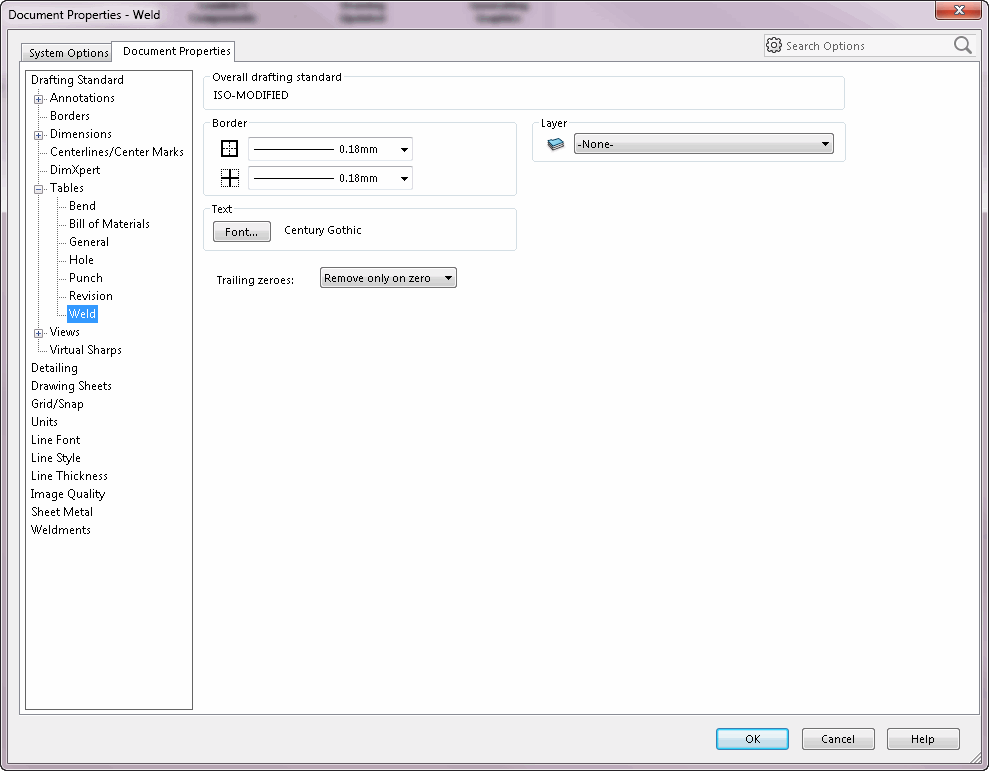 Document Properties - Weld
System Options
Document Properties
Search Options
Drafting Standard
Annotations
Borders
Dimensions
Centerlines/Center Marks
DimXpert
Tables
Bend
Bill of Materials
General
Hole
Punch
Revision
Weld
Views
Virtual Sharps
Detailing
Drawing Sheets
Grid/Snap
Units
Line Font
Line Style
Line Thickness
Image Quality
Sheet Metal
Weldments
Overall drafting standard
ISO-MODIFIED
Border
0.18mm
0.18mm
Layer
-None-
Text
Font...
Century Gothic
Trailing zeroes:
Remove only on zero
OK
Cancel
Help